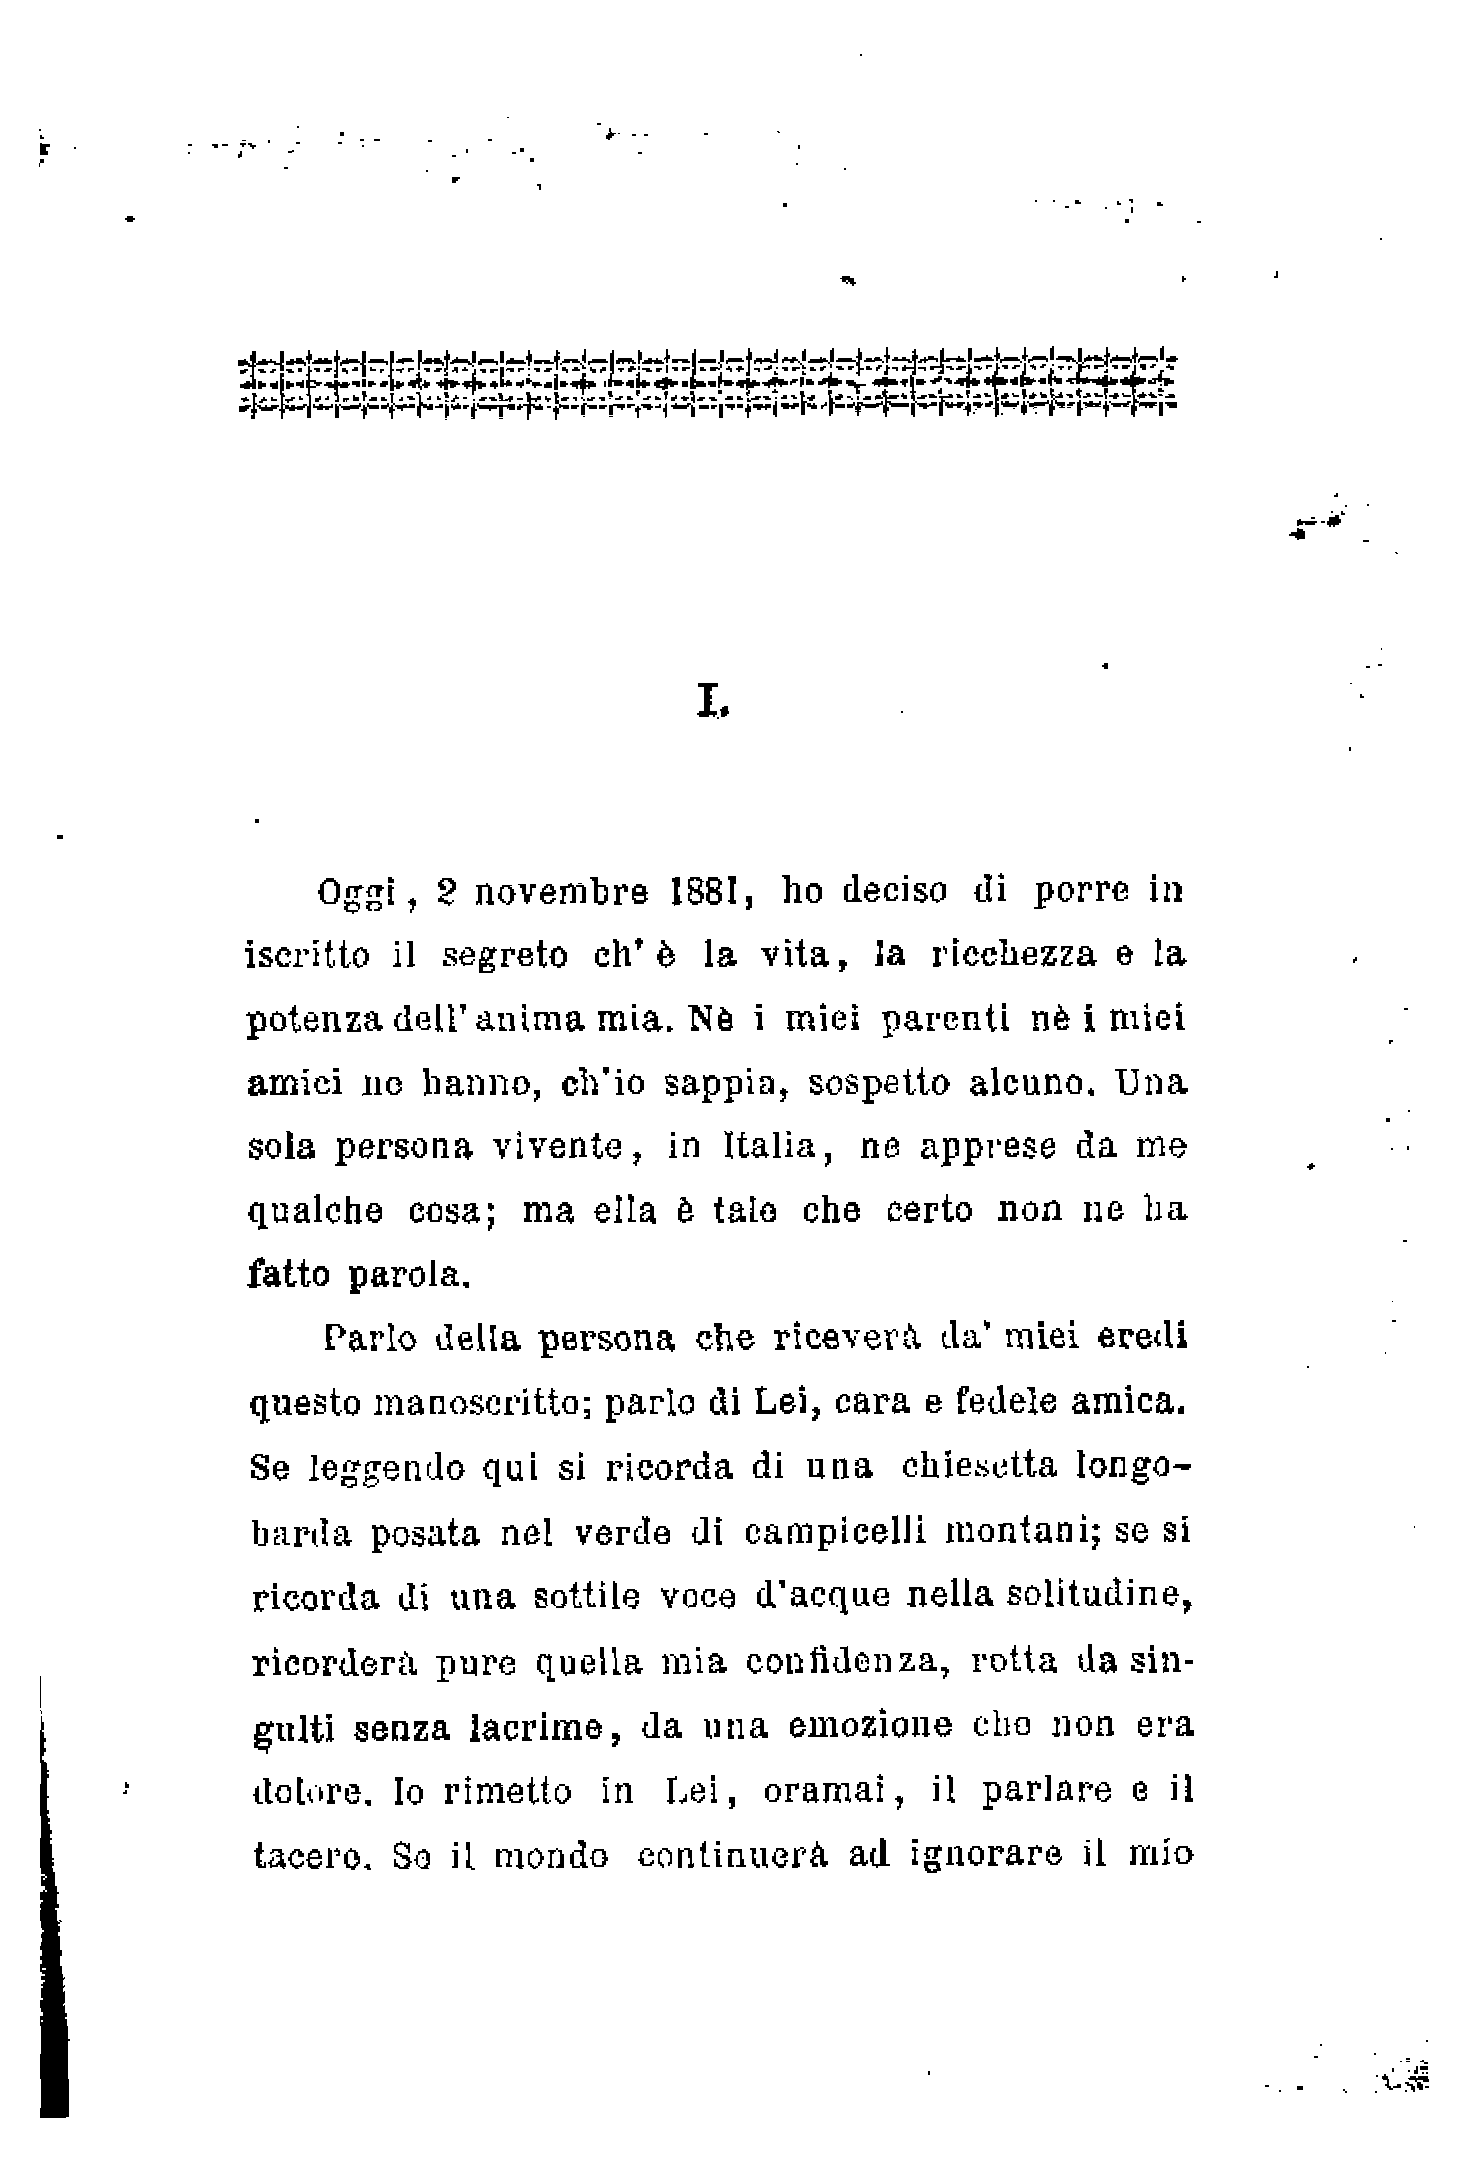 I.
Oggi, 2 novembre 1881, ho deciso di porre in
iscritto il segreto ch' è la vita, la ricchezza e la
potenza dell' anima mia. Nè i miei parenti nè i miei
amici ne hanno, ch'io sappia, sospetto alcuno. Una
sola persona vivente, in Italia, ne apprese da me
qualche cosa; ma ella è tale che certo non ne ha
fatto parola.
Parlo della persona che riceverà da' miei eredi
questo manoscritto; parlo di Lei, cara e fedele amica.
Se leggendo qui si ricorda di una chiesetta longo-
barda posata nel verde di campicelli montani; se si
ricorda di una sottile voce d'acque nella solitudine,
ricorderà pure quella mia confidenza, rotta da sin-
gulti senza lacrime, da una emozione che non era
dolore. Io rimetto in Lei, oramai, il parlare e il
tacere. Se il mondo continuerà ad ignorare il mio